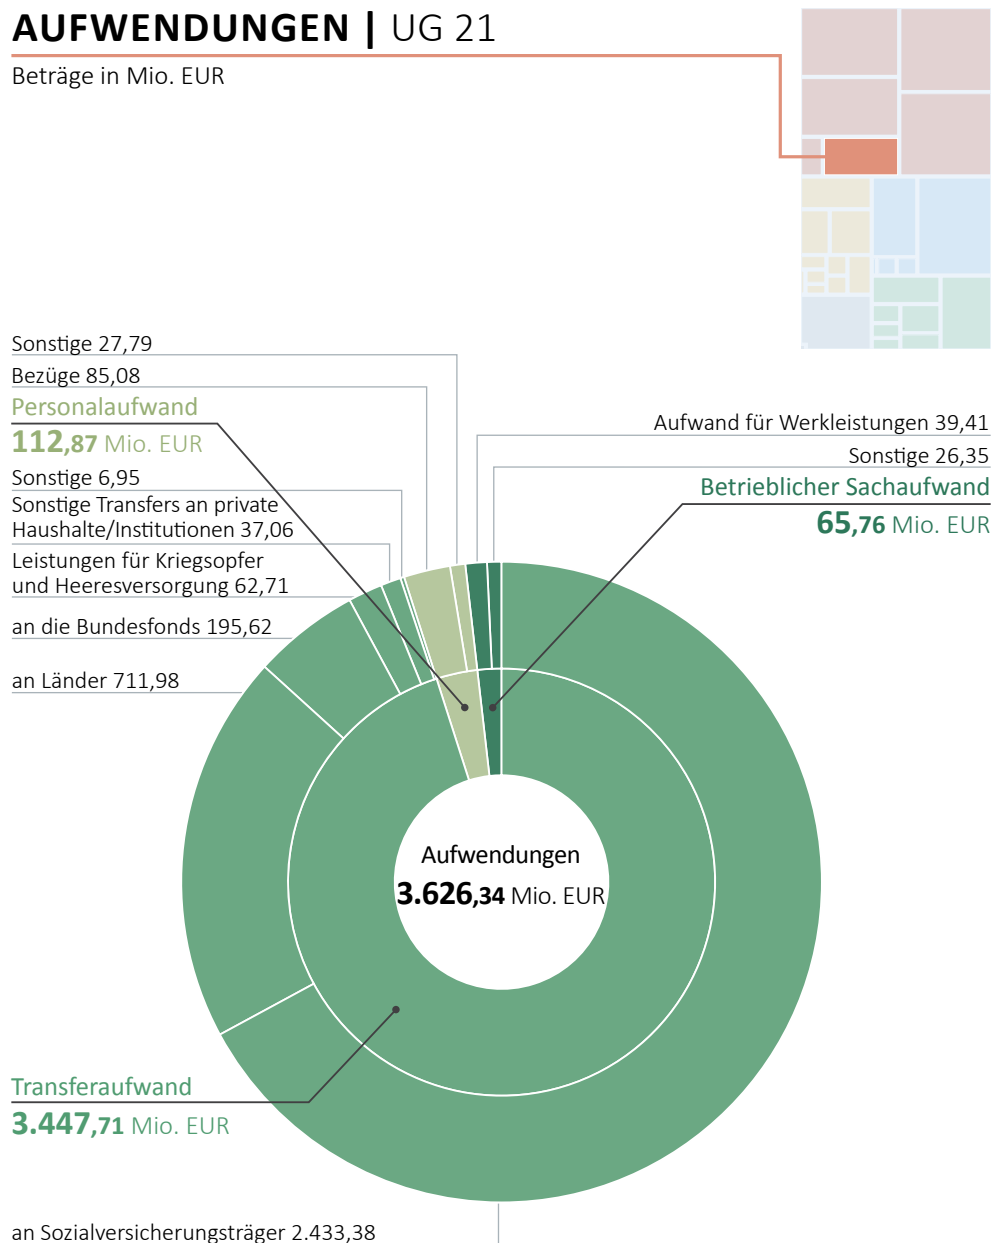 AUFWENDUNGEN | UG 21
Beträge in Mio. EUR
Sonstige 27,79
Bezüge 85,08
Personalaufwand
112,87 Mio. EUR
Sonstige 6,95
Sonstige Transfers an private
Haushalte/Institutionen 37,06
Leistungen für Kriegsopfer
und Heeresversorgung 62,71
an die Bundesfonds 195,62
an Länder 711,98
Aufwand für Werkleistungen 39,41
Sonstige 26,35
Betrieblicher Sachaufwand
65,76 Mio. EUR
Aufwendungen
3.626,34 Mio. EUR
Transferaufwand
3.447,71 Mio. EUR
an Sozialversicherungsträger 2.433,38